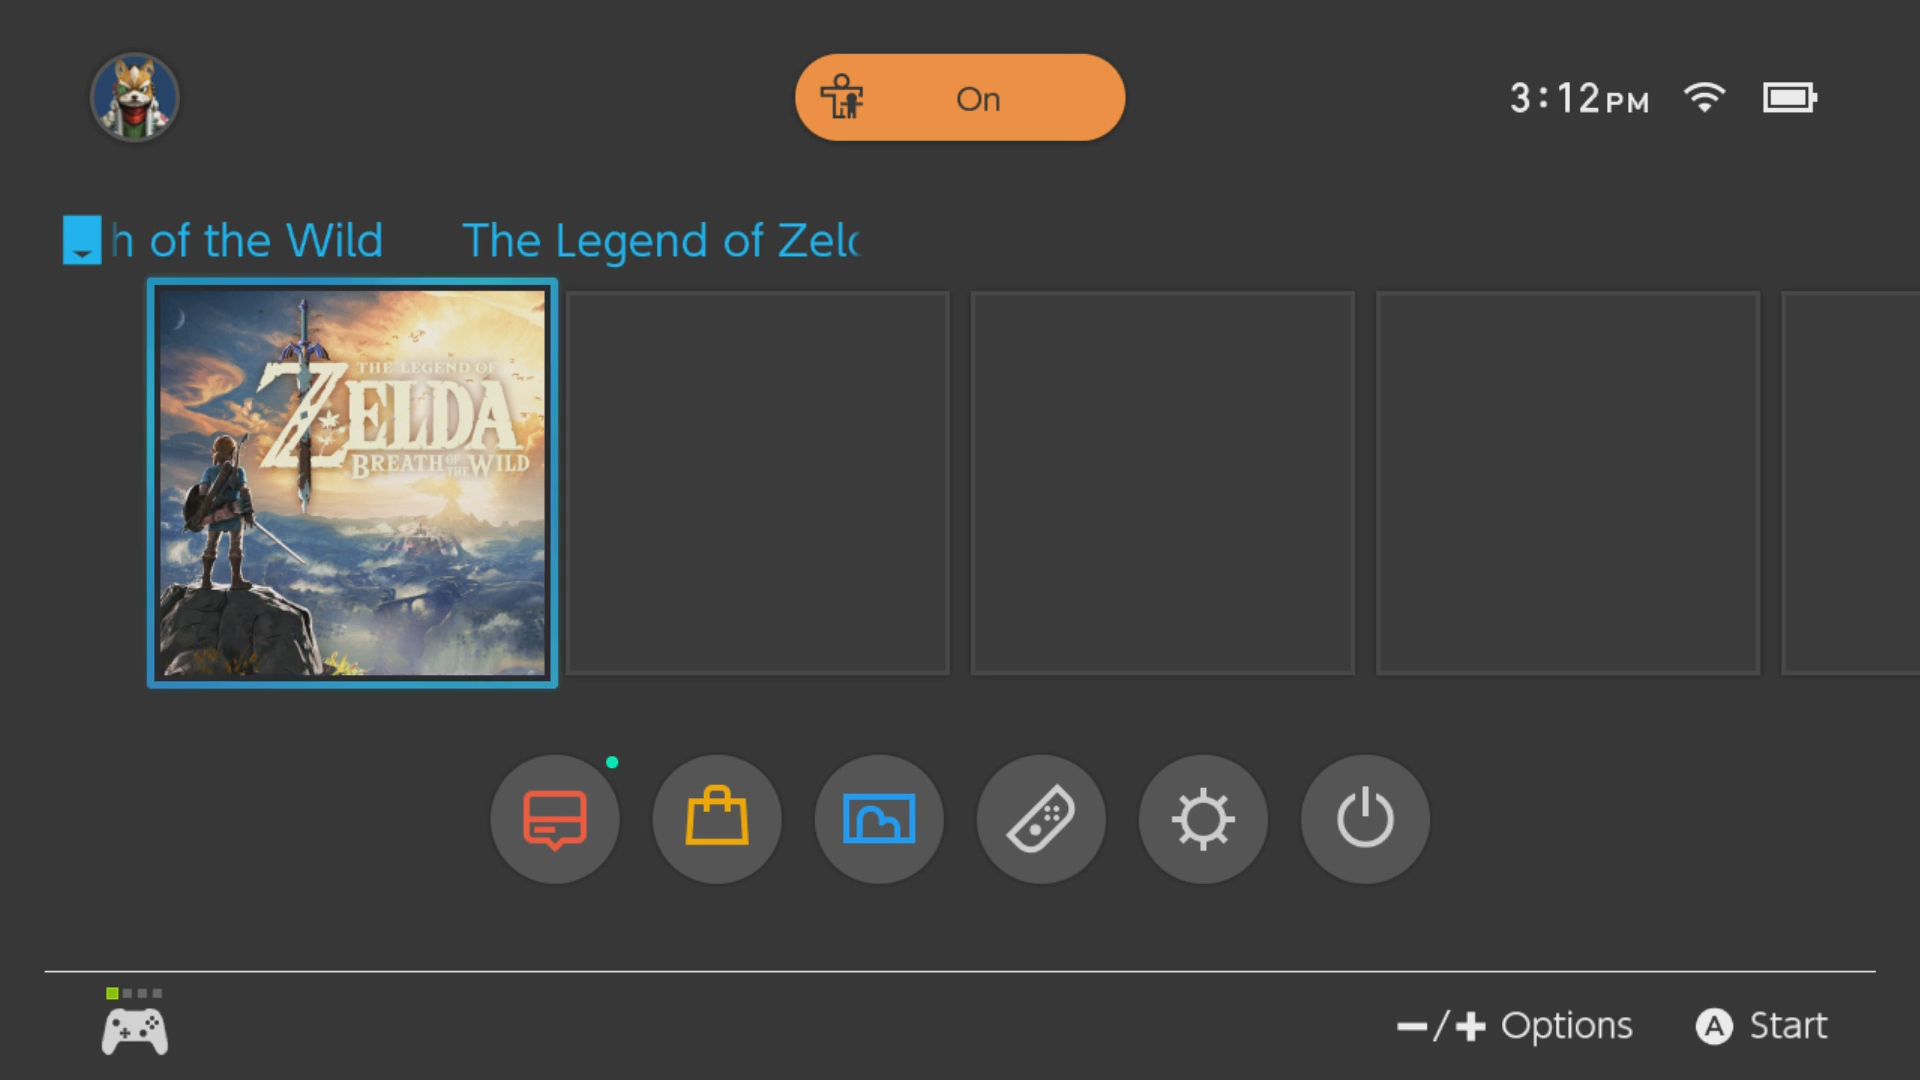 On
3:12 PM
h of the Wild The Legend of Zel
THE LEGEND OF
ZELDA
BREATH OF THE WILD
-/+ Options
A Start